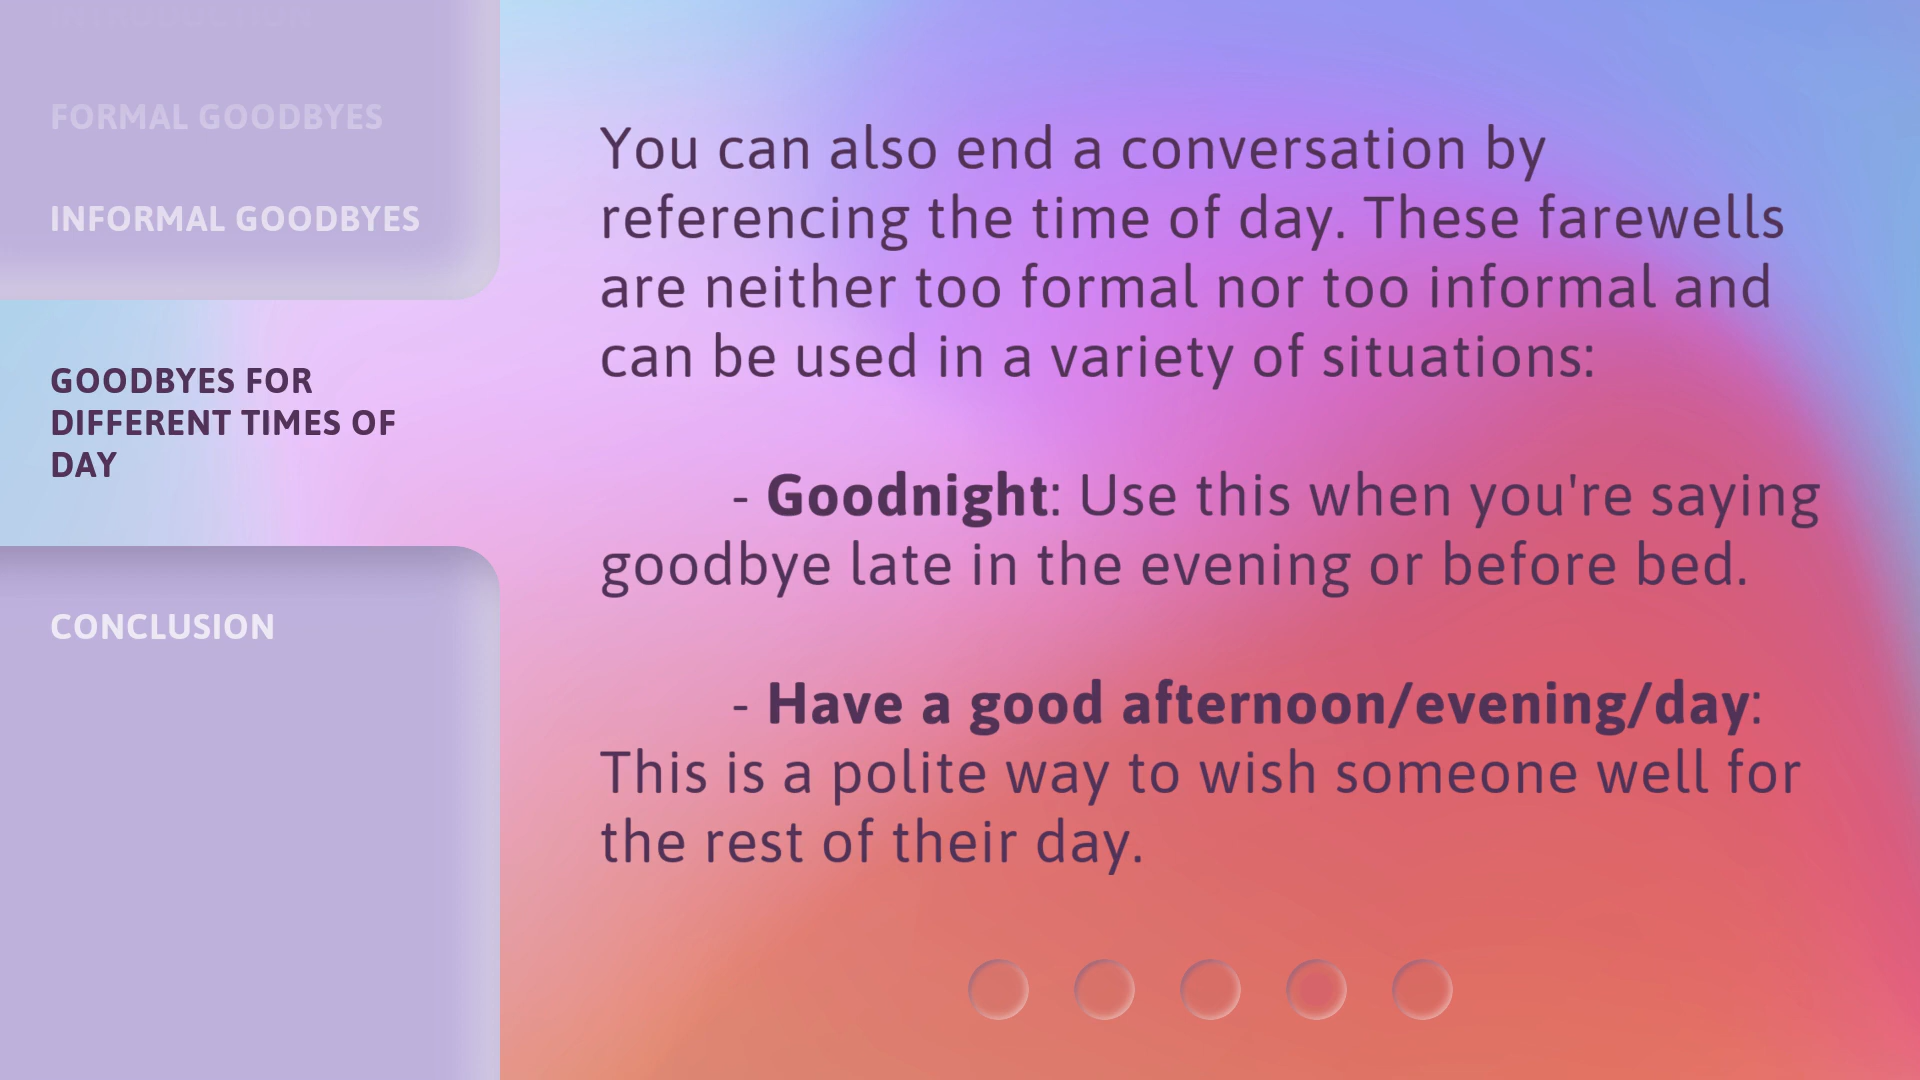 INTRODUCTION
FORMAL GOODBYES
INFORMAL GOODBYES
GOODBYES FOR
DIFFERENT TIMES OF
DAY
CONCLUSION
You can also end a conversation by
referencing the time of day. These farewells
are neither too formal nor too informal and
can be used in a variety of situations:
- Goodnight: Use this when you're saying
goodbye late in the evening or before bed.
- Have a good afternoon/evening/day:
This is a polite way to wish someone well for
the rest of their day.